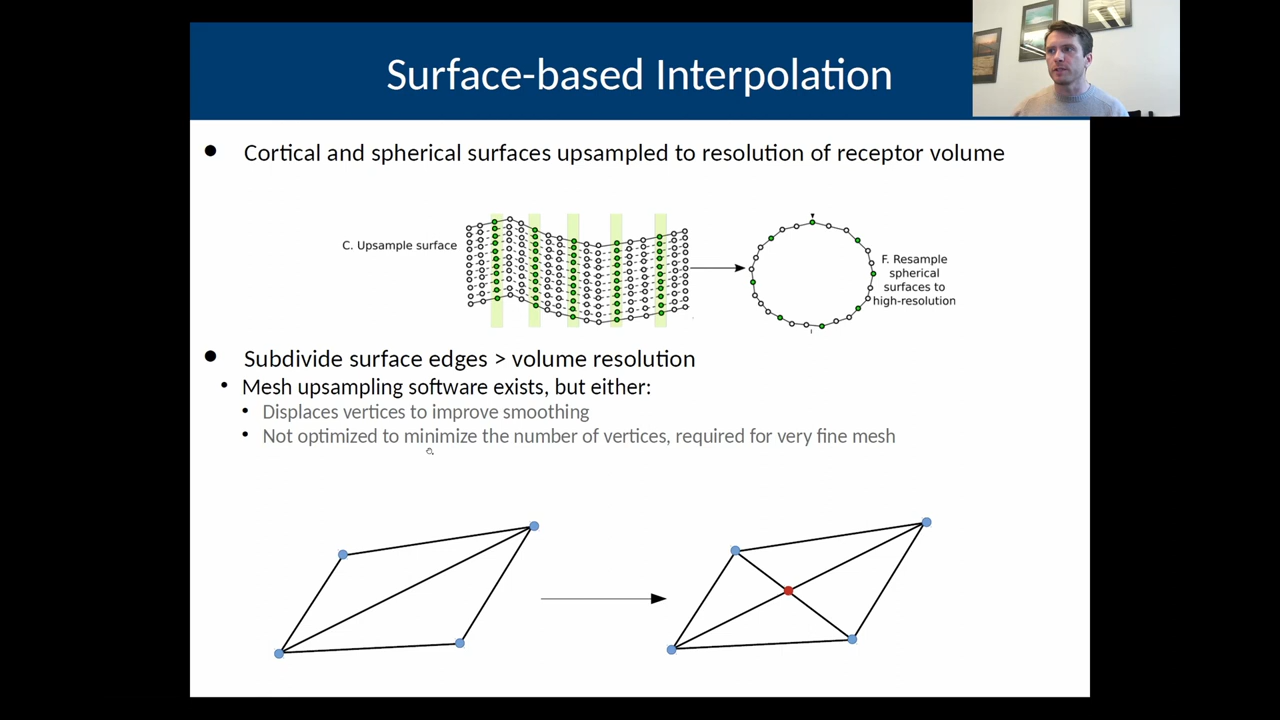 Surface-based Interpolation
Cortical and spherical surfaces upsampled to resolution of receptor volume
C. Upsample surface
F. Resample
spherical
surfaces to
high-resolution
Subdivide surface edges > volume resolution
Mesh upsampling software exists, but either:
Displaces vertices to improve smoothing
Not optimized to minimize the number of vertices, required for very fine mesh